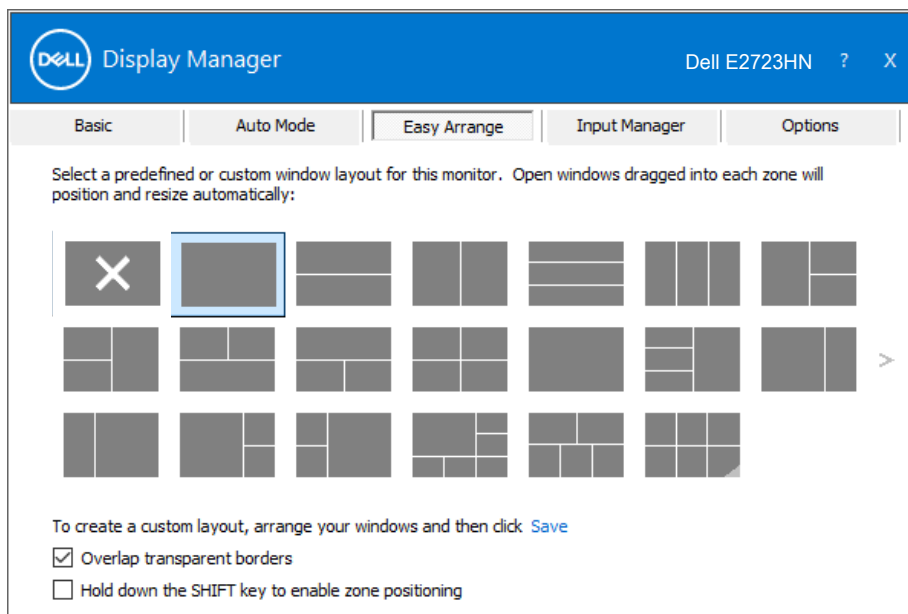 DELL Display Manager Dell E2723HN ? X
Basic Auto Mode Easy Arrange Input Manager Options
Select a predefined or custom window layout for this monitor. Open windows dragged into each zone will
position and resize automatically:
>
To create a custom layout, arrange your windows and then click Save
Overlap transparent borders
Hold down the SHIFT key to enable zone positioning